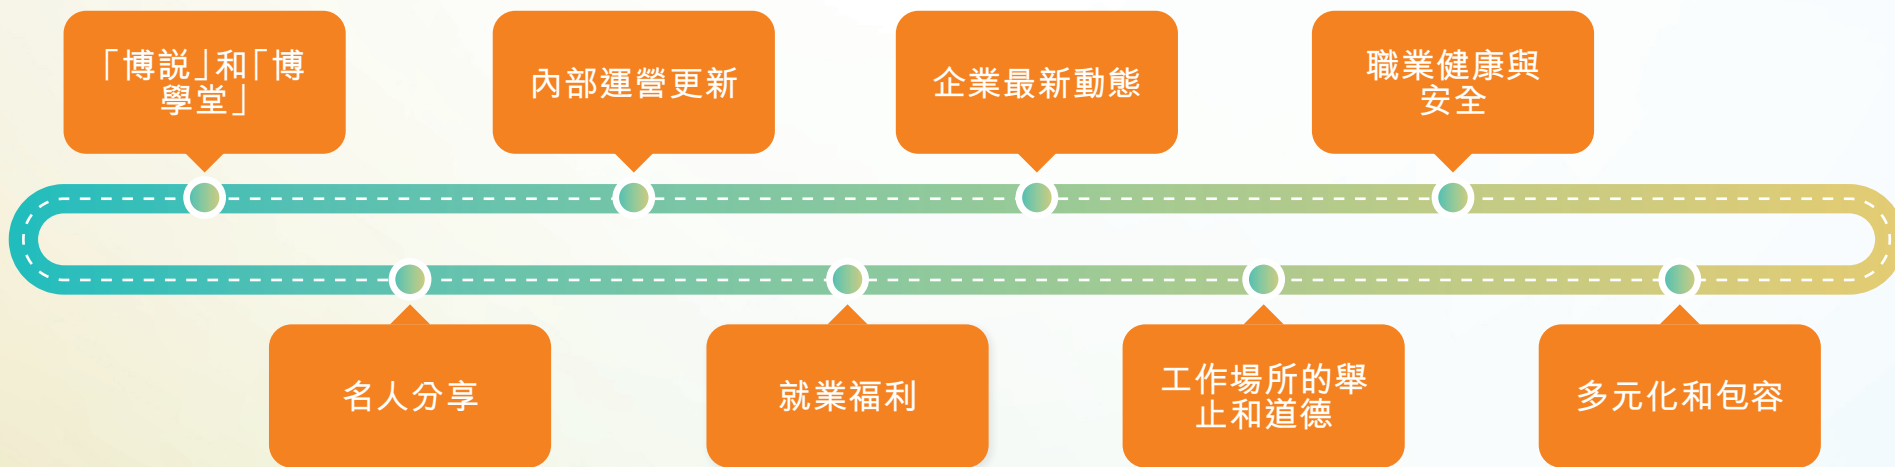 「博説」和「博
學堂」
內部運營更新
企業最新動態
職業健康與
安全
名人分享
就業福利
工作場所的舉
止和道德
多元化和包容